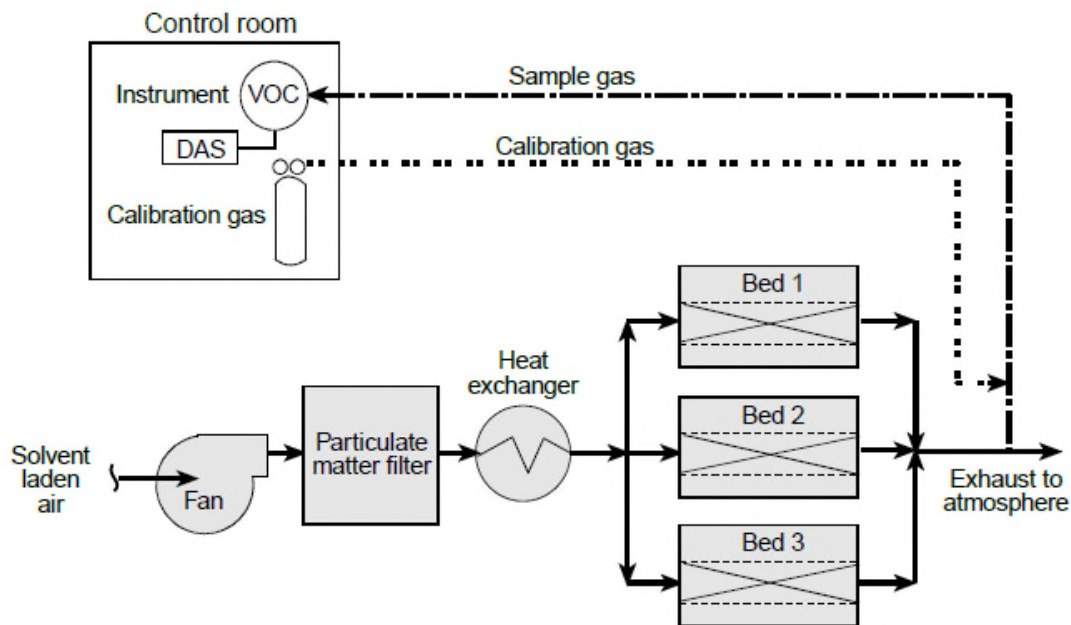 Control room
Instrument
VOC
DAS
Calibration gas
Sample gas
Calibration gas
Solvent
laden
air
Fan
Particulate
matter filter
Heat
exchanger
Bed 1
Bed 2
Bed 3
Exhaust to
atmosphere